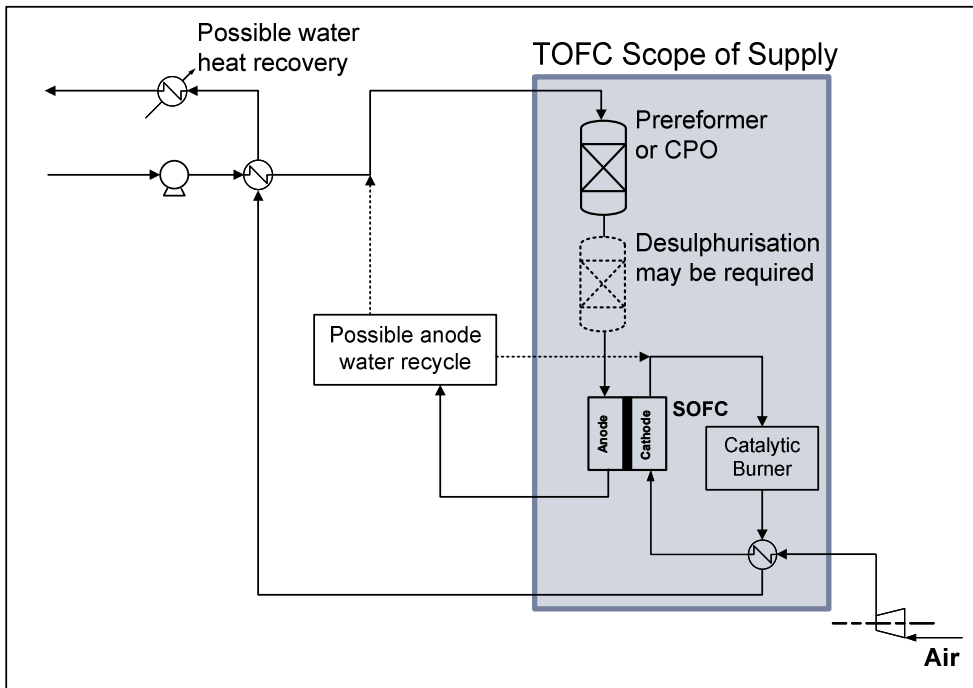 Possible water
heat recovery
TOFC Scope of Supply
Prereformer
or CPO
Desulphurisation
may be required
Possible anode
water recycle
SOFC
Anode
Cathode
Catalytic
Burner
Air